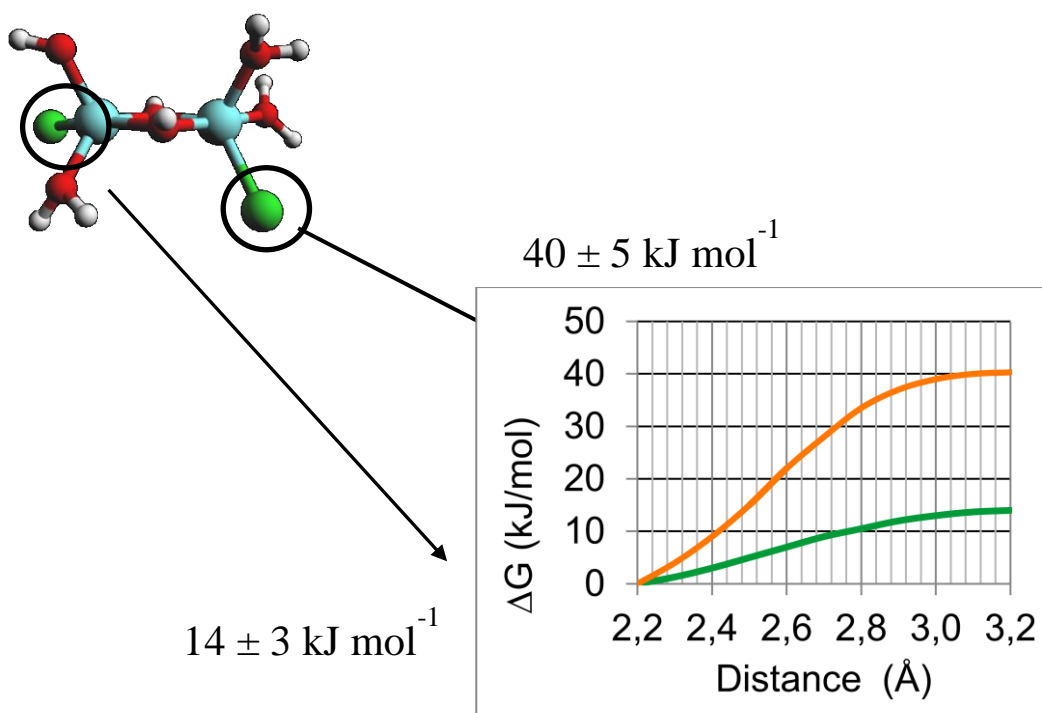 40 ± 5 kJ mol⁻¹
50
40
30
20
10
0
ΔG (kJ/mol)
2,2 2,4 2,6 2,8 3,0 3,2
Distance (Å)
14 ± 3 kJ mol⁻¹